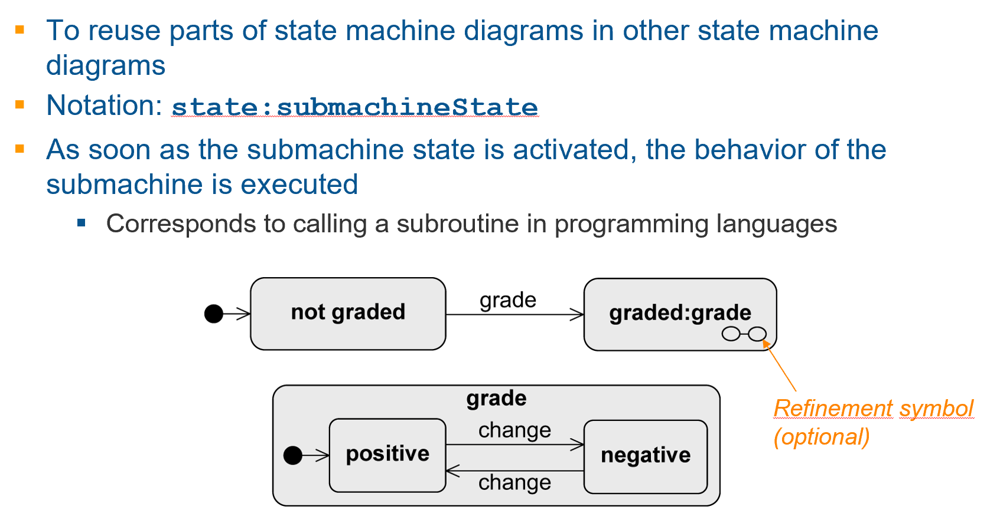 To reuse parts of state machine diagrams in other state machine
diagrams
Notation: state:submachineState
As soon as the submachine state is activated, the behavior of the
submachine is executed
Corresponds to calling a subroutine in programming languages
not graded
grade
graded:grade
grade
positive
change
change
negative
Refinement symbol
(optional)